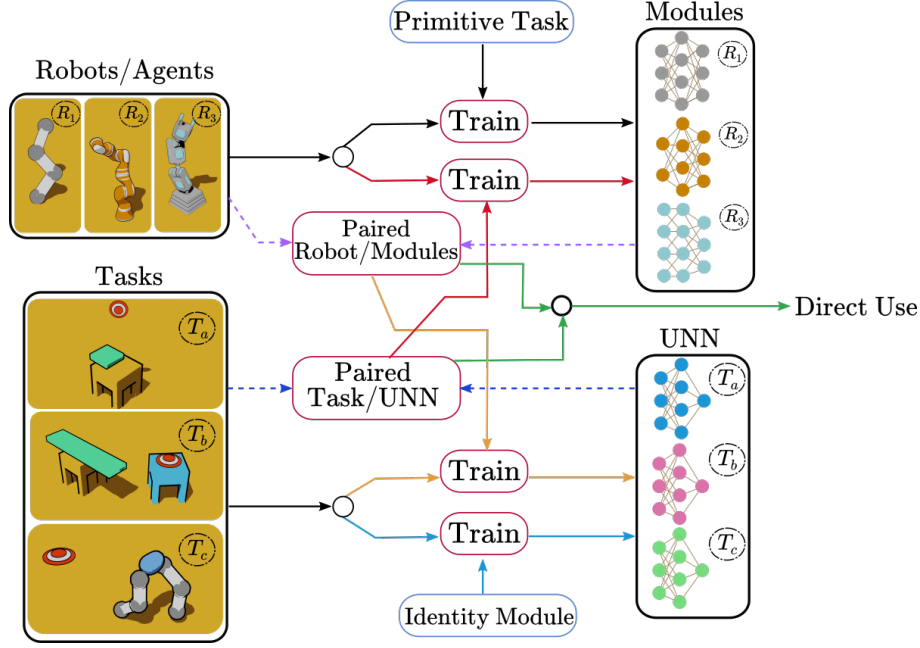 Primitive Task
Modules
Robots/Agents
R1
R2
R3
Train
Train
R1
R2
R3
Paired
Robot/Modules
Tasks
Direct Use
UNN
Ta
Tb
Tc
Paired
Task/UNN
Ta
Tb
Tc
Train
Train
Identity Module